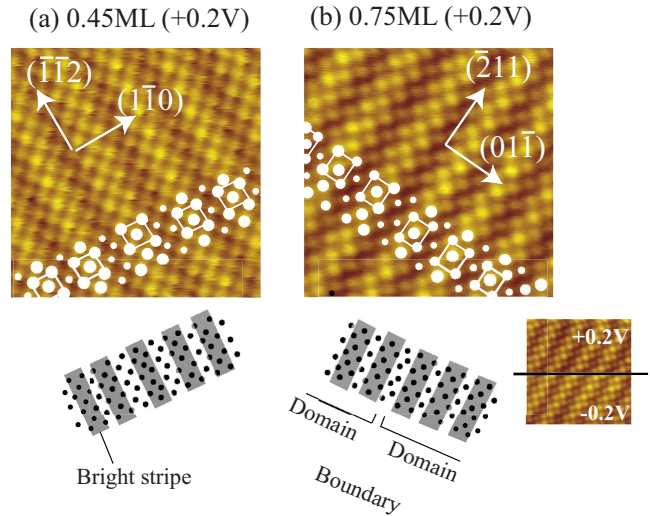 (a) 0.45ML (+0.2V)
(b) 0.75ML (+0.2V)
(1̅1̅2)
(11̅0)
(2̅11)
(011̅)
+0.2V
-0.2V
Domain
Domain
Bright stripe
Boundary